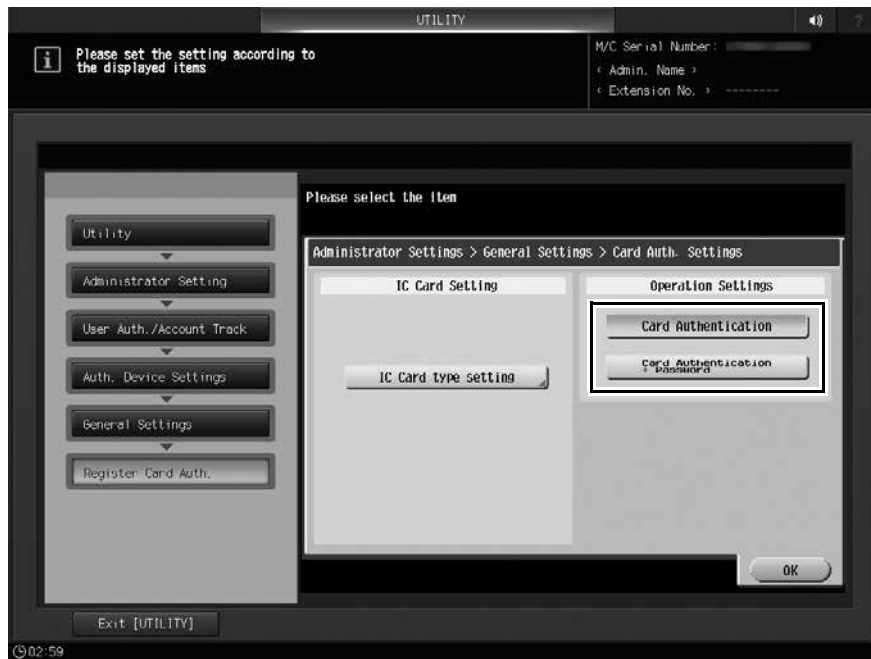 UTILITY
?
i
Please set the setting according to
the displayed items
M/C Serial Number:
‹ Admin. Name ›
‹ Extension No. › --------
Please select the item
Utility
Administrator Setting
User Auth./Account Track
Auth. Device Settings
General Settings
Register Card Auth.
Administrator Settings > General Settings > Card Auth. Settings
IC Card Setting
IC Card type setting
Operation Settings
Card Authentication
Card Authentication
+ Password
OK
Exit [UTILITY]
02:59